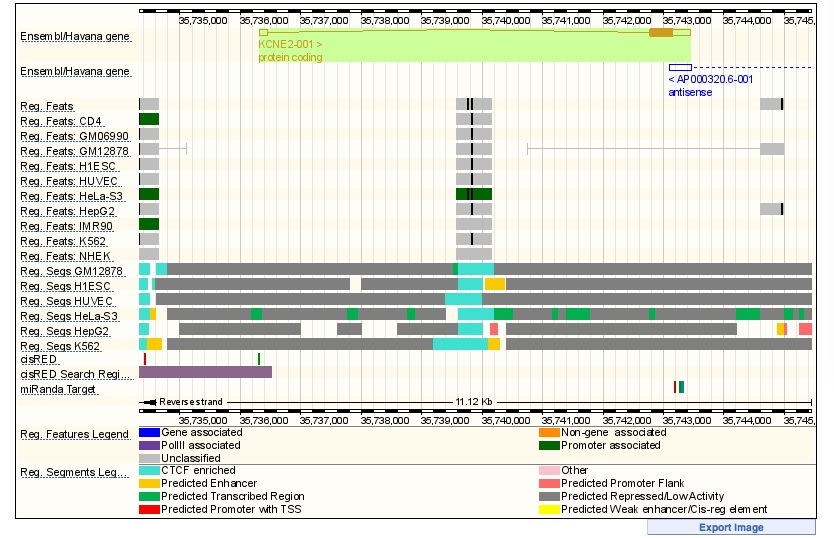 35,735,000 35,736,000 35,737,000 35,738,000 35,739,000 35,740,000 35,741,000 35,742,000 35,743,000 35,744,000 35,745,
Ensembl/Havana gene
KCNE2-001 >
protein coding
Ensembl/Havana gene
< AP000320.6-001
antisense
Reg. Feats
Reg. Feats: CD4
Reg. Feats: GM06990
Reg. Feats: GM12878
Reg. Feats: H1ESC
Reg. Feats: HUVEC
Reg. Feats: HeLa-S3
Reg. Feats: HepG2
Reg. Feats: IMR90
Reg. Feats: K562
Reg. Feats: NHEK
Reg. Segs GM12878
Reg. Segs H1ESC
Reg. Segs HUVEC
Reg. Segs HeLa-S3
Reg. Segs HepG2
Reg. Segs K562
cisRED
cisRED Search Regi...
miRanda Target
Reverse strand 11.12 Kb
35,735,000 35,736,000 35,737,000 35,738,000 35,739,000 35,740,000 35,741,000 35,742,000 35,743,000 35,744,000 35,745,
Reg. Features Legend Gene associated Non-gene associated
PolIII associated Promoter associated
Unclassified
Reg. Segments Leg... CTCF enriched Other
Predicted Enhancer Predicted Promoter Flank
Predicted Transcribed Region Predicted Repressed/Low Activity
Predicted Promoter with TSS Predicted Weak enhancer/Cis-reg element
Export Image